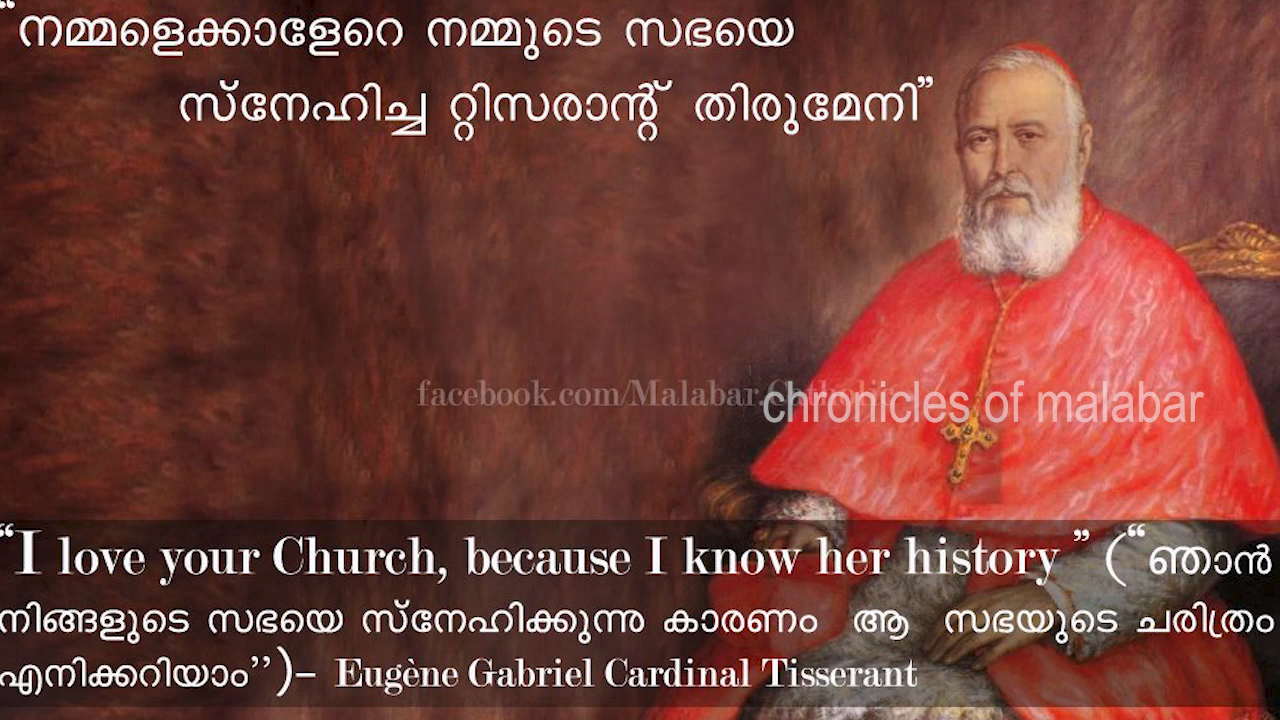 “നമ്മളെക്കാളേറെ നമ്മുടെ സഭയെ
സ്നേഹിച്ച റ്റിസരാന്റ് തിരുമേനി”
facebook.com/Malabar.Catholic
chronicles of malabar
“I love your Church, because I know her history” (“ഞാൻ
നിങ്ങളുടെ സഭയെ സ്നേഹിക്കുന്നു കാരണം ആ സഭയുടെ ചരിത്രം
എനിക്കറിയാം’’)– Eugène Gabriel Cardinal Tisserant